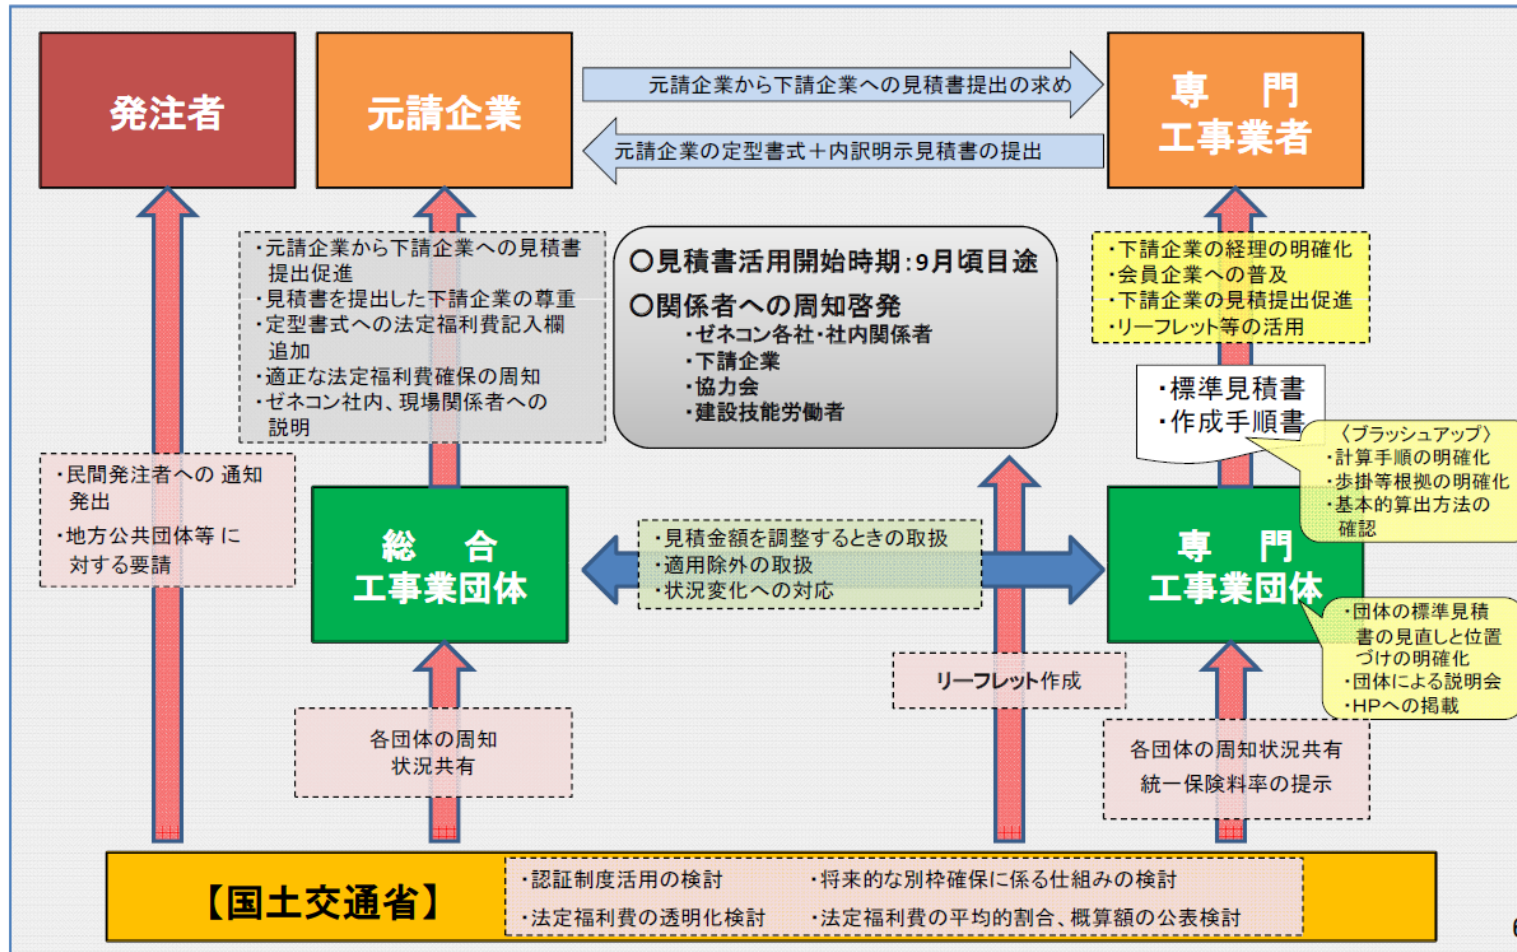 発注者
元請企業
元請企業から下請企業への見積書提出の求め
元請企業の定型書式＋内訳明示見積書の提出
専　門
工事業者
・元請企業から下請企業への見積書
提出促進
・見積書を提出した下請企業の尊重
・定型書式への法定福利費記入欄
追加
・適正な法定福利費確保の周知
・ゼネコン社内、現場関係者への
説明
〇見積書活用開始時期：9月頃目途
〇関係者への周知啓発
・ゼネコン各社・社内関係者
・下請企業
・協力会
・建設技能労働者
・下請企業の経理の明確化
・会員企業への普及
・下請企業の見積提出促進
・リーフレット等の活用
・標準見積書
・作成手順書
〈ブラッシュアップ〉
・計算手順の明確化
・歩掛等根拠の明確化
・基本的算出方法の
確認
・民間発注者への 通知
発出
・地方公共団体等 に
対する要請
総　合
工事業団体
・見積金額を調整するときの取扱
・適用除外の取扱
・状況変化への対応
専　門
工事業団体
・団体の標準見積
書の見直しと位置
づけの明確化
・団体による説明会
・HPへの掲載
リーフレット作成
各団体の周知
状況共有
各団体の周知状況共有
統一保険料率の提示
【国土交通省】
・認証制度活用の検討　・将来的な別枠確保に係る仕組みの検討
・法定福利費の透明化検討　・法定福利費の平均的割合、概算額の公表検討